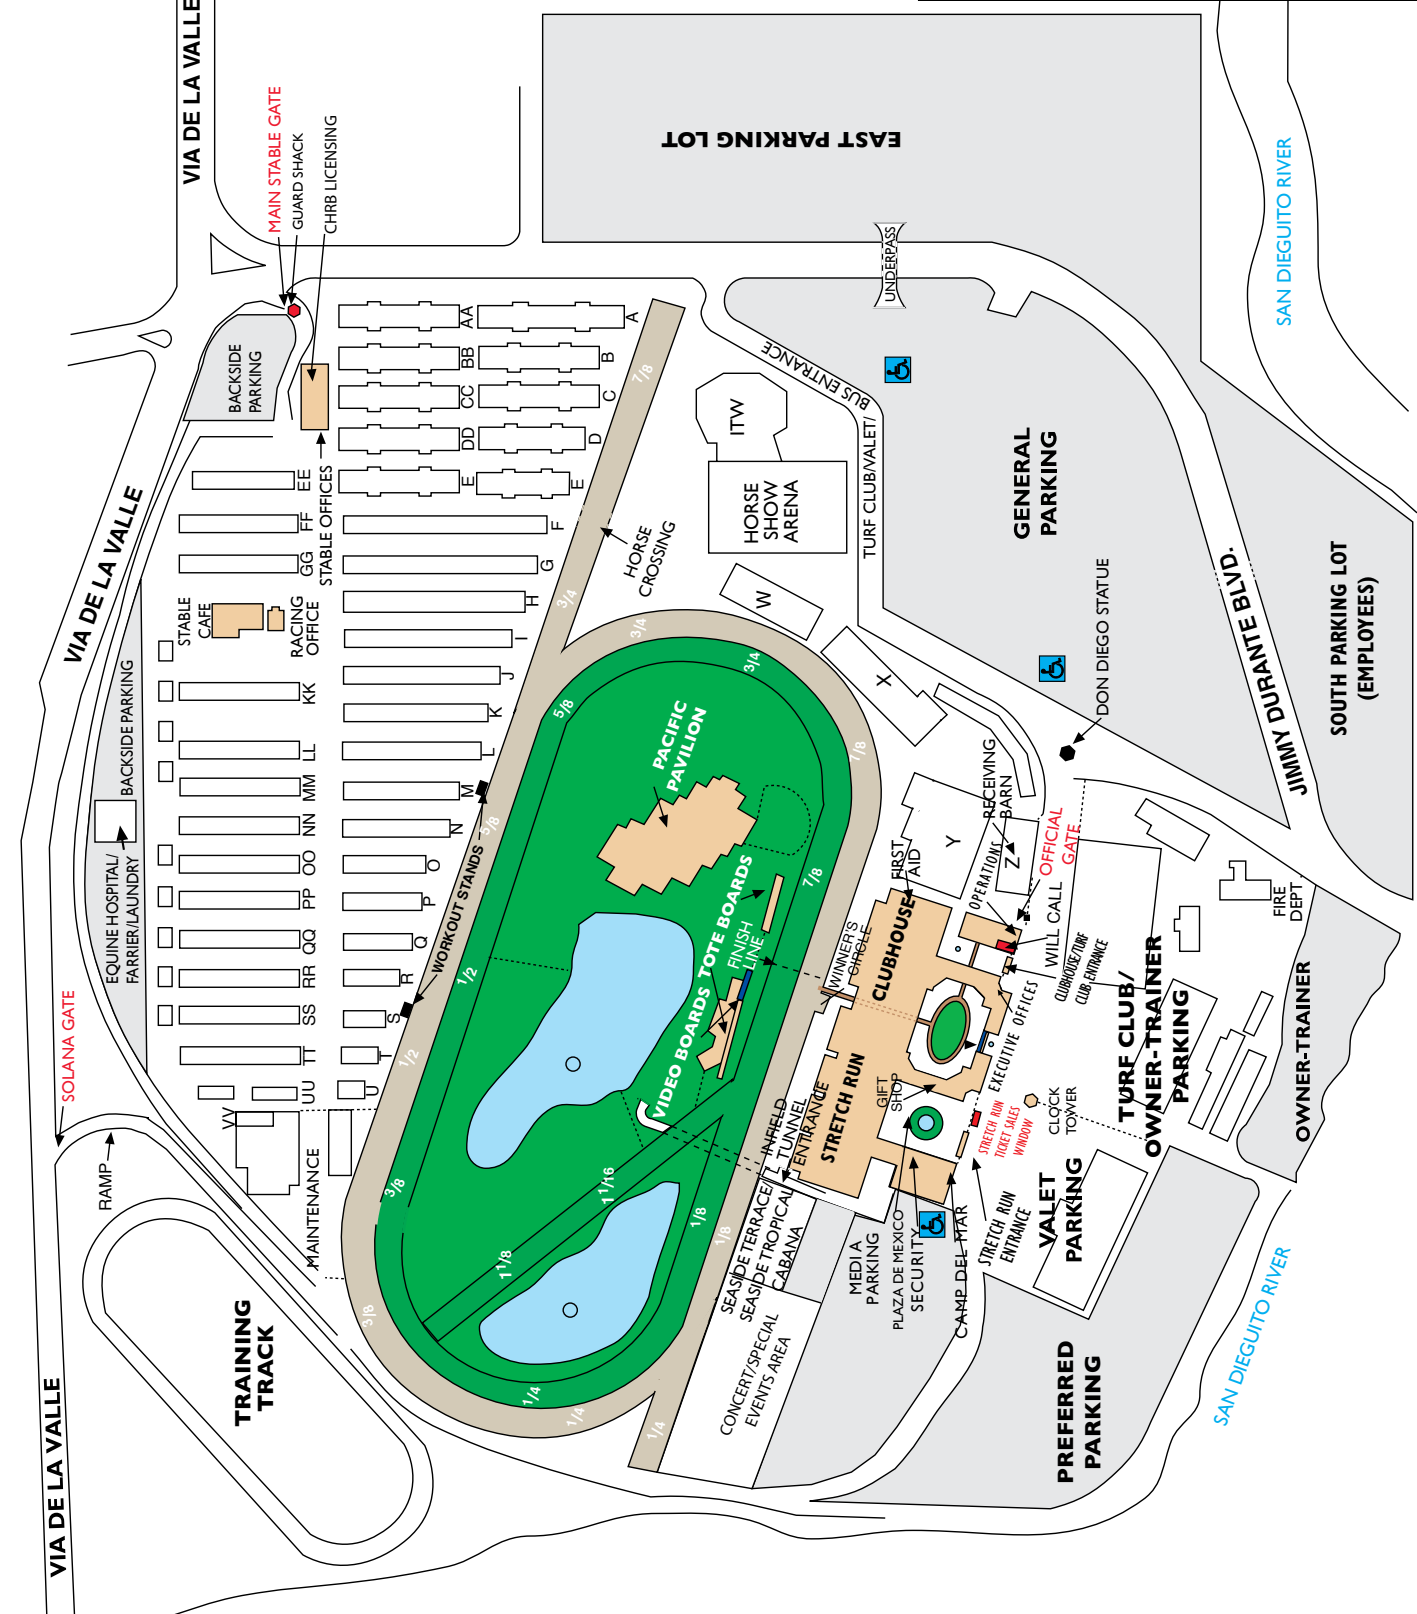 VIA DE LA VALLE
MAIN STABLE GATE
GUARD SHACK
CHRB LICENSING
EAST PARKING LOT
SAN DIEGUITO RIVER
UNDERPASS
BACKSIDE
PARKING
AA
A
BB
B
CC
C
DD
D
E
E
EE
FF
F
GG
G
H
I
J
K
L
M
N
O
P
Q
R
S
T
U
KK
LL
MM
NN
OO
PP
QQ
RR
SS
TT
UU
VV
STABLE OFFICES
STABLE
CAFE
RACING
OFFICE
VIA DE LA VALLE
BACKSIDE PARKING
EQUINE HOSPITAL/
FARRIER/LAUNDRY
SOLANA GATE
RAMP
MAINTENANCE
TRAINING
TRACK
VIA DE LA VALLE
WORKOUT STANDS
HORSE
CROSSING
7/8
3/4
3/4
3/4
5/8
5/8
1/2
1/2
3/8
3/8
1/4
1/4
1/4
1/8
1/8
1 1/8
1 1/16
7/8
7/8
ITW
HORSE
SHOW
ARENA
BUS ENTRANCE
TURF CLUB/VALET/
W
X
Y
Z
GENERAL
PARKING
JIMMY DURANTE BLVD.
SOUTH PARKING LOT
(EMPLOYEES)
DON DIEGO STATUE
PACIFIC
PAVILION
VIDEO BOARDS
TOTE BOARDS
FINISH
LINE
WINNER'S
CIRCLE
CLUBHOUSE
FIRST
AID
RECEIVING
BARN
OPERATIONS
OFFICIAL
GATE
WILL CALL
CLUBHOUSE/TURF
CLUB ENTRANCE
EXECUTIVE OFFICES
STRETCH RUN
GIFT
SHOP
INFIELD
TUNNEL
ENTRANCE
SEASIDE TERRACE/
SEASIDE TROPICAL
CABANA
CONCERT/SPECIAL
EVENTS AREA
MEDIA
PARKING
PLAZA DE MEXICO
SECURITY
CAMP DEL MAR
STRETCH RUN
ENTRANCE
STRETCH RUN
TICKET SALES
WINDOW
CLOCK
TOWER
VALET
PARKING
TURF CLUB/
OWNER-TRAINER
PARKING
FIRE
DEPT
OWNER-TRAINER
PREFERRED
PARKING
SAN DIEGUITO RIVER